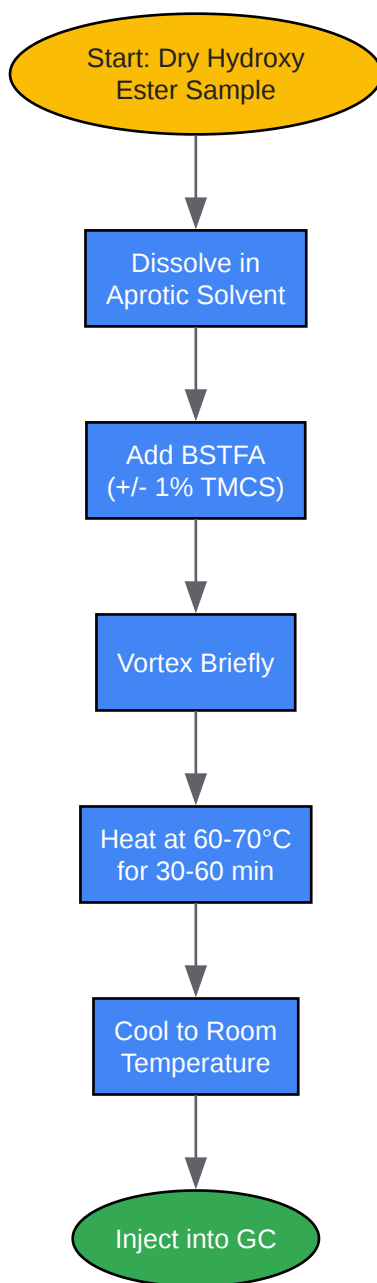 Start: Dry Hydroxy
Ester Sample
Dissolve in
Aprotic Solvent
Add BSTFA
(+/- 1% TMCS)
Vortex Briefly
Heat at 60-70°C
for 30-60 min
Cool to Room
Temperature
Inject into GC